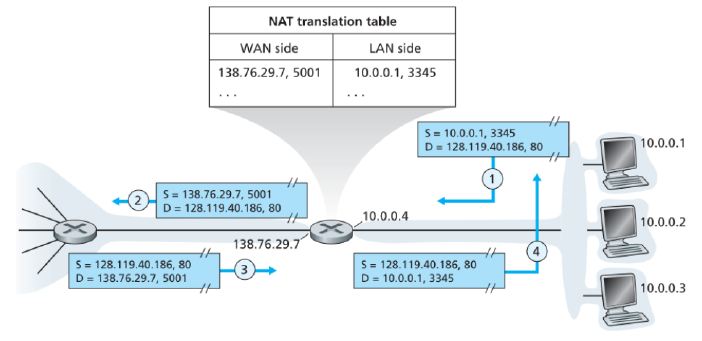 NAT translation table
WAN side LAN side
138.76.29.7, 5001 10.0.0.1, 3345
. . . . . .
S = 10.0.0.1, 3345
D = 128.119.40.186, 80
10.0.0.1
1
S = 138.76.29.7, 5001
D = 128.119.40.186, 80
2
10.0.0.4
10.0.0.2
138.76.29.7
4
S = 128.119.40.186, 80
D = 138.76.29.7, 5001
3
S = 128.119.40.186, 80
D = 10.0.0.1, 3345
10.0.0.3